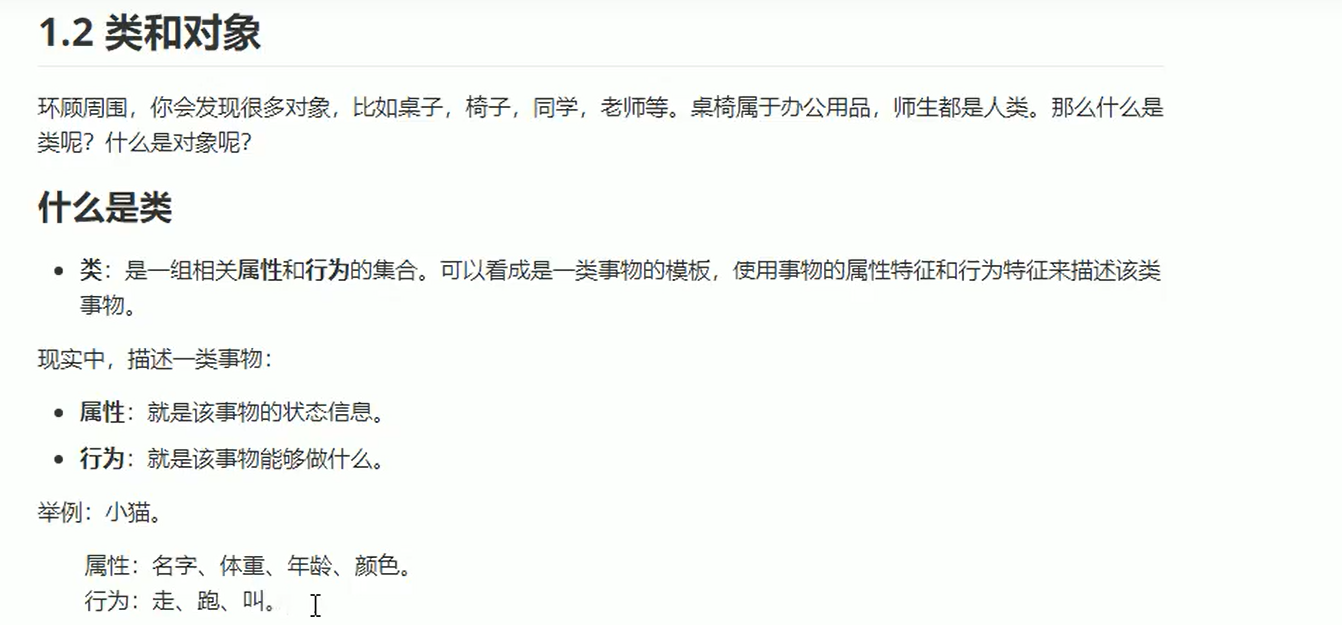 1.2 类和对象
环顾周围，你会发现很多对象，比如桌子，椅子，同学，老师等。桌椅属于办公用品，师生都是人类。那么什么是
类呢？什么是对象呢？
什么是类
• 类：是一组相关属性和行为的集合。可以看成是一类事物的模板，使用事物的属性特征和行为特征来描述该类
事物。
现实中，描述一类事物：
• 属性：就是该事物的状态信息。
• 行为：就是该事物能够做什么。
举例：小猫。
属性：名字、体重、年龄、颜色。
行为：走、跑、叫。